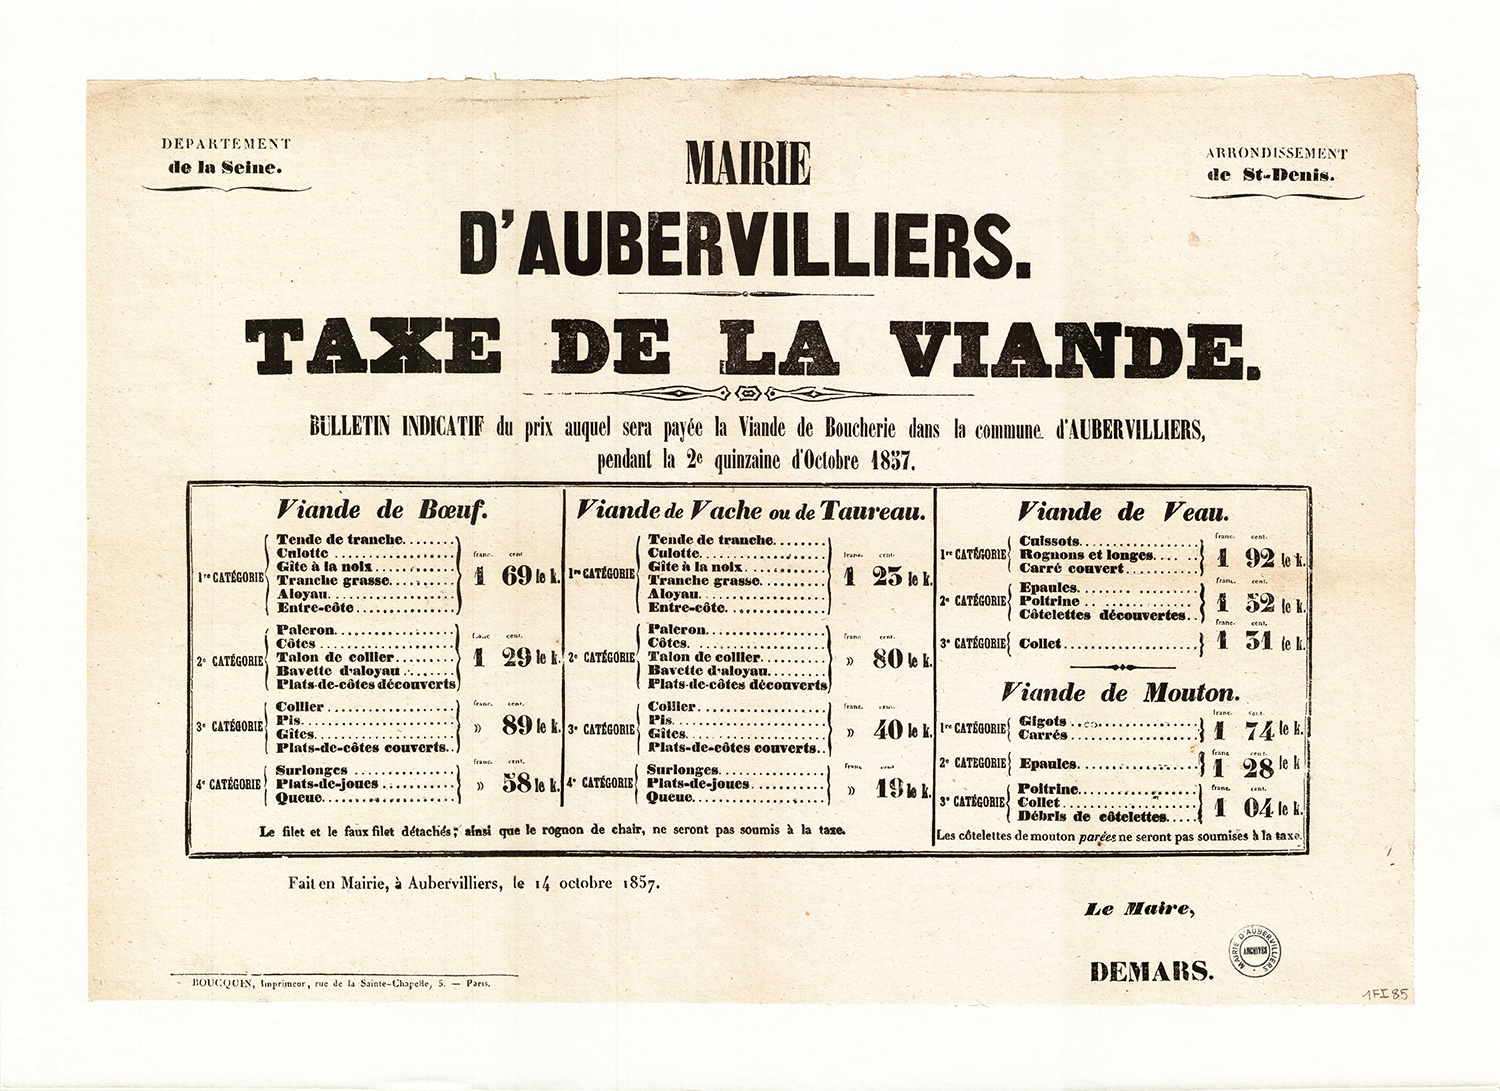 DEPARTEMENT
de la Seine.
MAIRIE
D'AUBERVILLIERS.
ARRONDISSEMENT
de St-Denis.
TAXE DE LA VIANDE.
BULLETIN INDICATIF du prix auquel sera payée la Viande de Boucherie dans la commune d'AUBERVILLIERS,
pendant la 2e quinzaine d'Octobre 1857.
Viande de Bœuf.
1re CATÉGORIE
Tende de tranche
Culotte
Gîte à la noix
Tranche grasse
Aloyau
Entre-côte
franc. cent
1 69 le k.
2e CATÉGORIE
Paleron
Côtes
Talon de collier
Bavette d'aloyau
Plats-de-côtes découverts
franc cent.
1 29 le k.
3e CATÉGORIE
Collier
Pis
Gîtes
Plats-de-côtes couverts
franc. cent.
» 89 le k.
4e CATÉGORIE
Surlonges
Plats-de-joues
Queue
franc. cent.
» 58 le k.
Viande de Vache ou de Taureau.
1re CATÉGORIE
Tende de tranche
Culotte
Gîte à la noix
Tranche grasse
Aloyau
Entre-côte
franc. cent.
1 25 le k.
2e CATÉGORIE
Paleron
Côtes
Talon de collier
Bavette d'aloyau
Plats-de-côtes découverts
franc cent.
» 80 le k.
3e CATÉGORIE
Collier
Pis
Gîtes
Plats-de-côtes couverts
franc. cent.
» 40 le k.
4e CATÉGORIE
Surlonges
Plats-de-joues
Queue
franc. cent.
» 19 le k.
Le filet et le faux filet détachés; ainsi que le rognon de chair, ne seront pas soumis à la taxe.
Viande de Veau.
1re CATÉGORIE
Cuissots
Rognons et longes
Carré couvert
franc. cent.
1 92 le k.
2e CATÉGORIE
Epaules
Poitrine
Côtelettes découvertes
franc. cent.
1 52 le k.
3e CATÉGORIE
Collet
franc. cent.
1 31 le k.
Viande de Mouton.
1re CATÉGORIE
Gigots
Carrés
franc. cent.
1 74 le k.
2e CATEGORIE
Epaules
franc. cent.
1 28 le k
3e CATÉGORIE
Poitrine
Collet
Débris de côtelettes
franc. cent.
1 04 le k.
Les côtelettes de mouton parées ne seront pas soumises à la taxe.
Fait en Mairie, à Aubervilliers, le 14 octobre 1857.
Le Maire,
DEMARS.
MAIRIE D'AUBERVILLIERS
ARCHIVES
BOUCQUIN, Imprimeur, rue de la Sainte-Chapelle, 5. — Paris.
1FI85